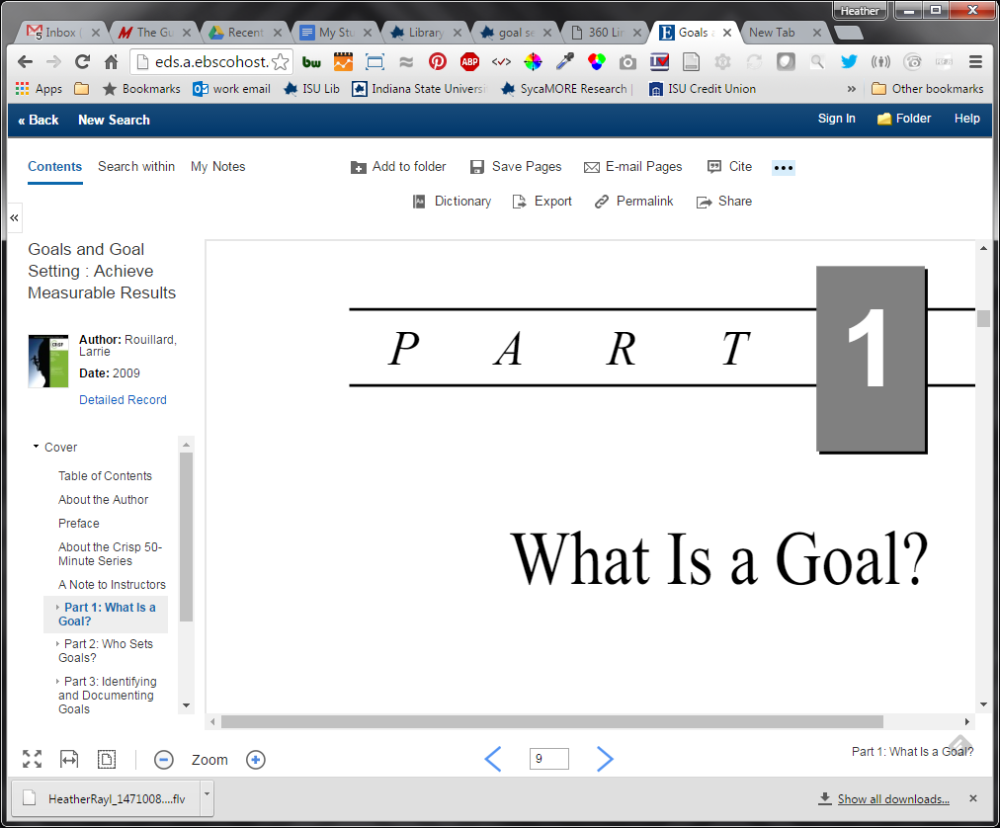 Heather
Inbox (
M The Gu
Recent
My Stu
Library
goal se
360 Lin
Goals a
New Tab
eds.a.ebscohost.
bw
ABP
Apps
Bookmarks
work email
ISU Lib
Indiana State Universi
SycaMORE Research
ISU Credit Union
»
Other bookmarks
« Back
New Search
Sign In
Folder
Help
Contents
Search within
My Notes
Add to folder
Save Pages
E-mail Pages
Cite
Dictionary
Export
Permalink
Share
«
Goals and Goal
Setting : Achieve
Measurable Results
Author: Rouillard,
Larrie
Date: 2009
Detailed Record
Cover
Table of Contents
About the Author
Preface
About the Crisp 50-
Minute Series
A Note to Instructors
Part 1: What Is a
Goal?
Part 2: Who Sets
Goals?
Part 3: Identifying
and Documenting
Goals
P A R T 1
What Is a Goal?
Zoom
9
Part 1: What Is a Goal?
HeatherRayl_1471008....flv
Show all downloads...